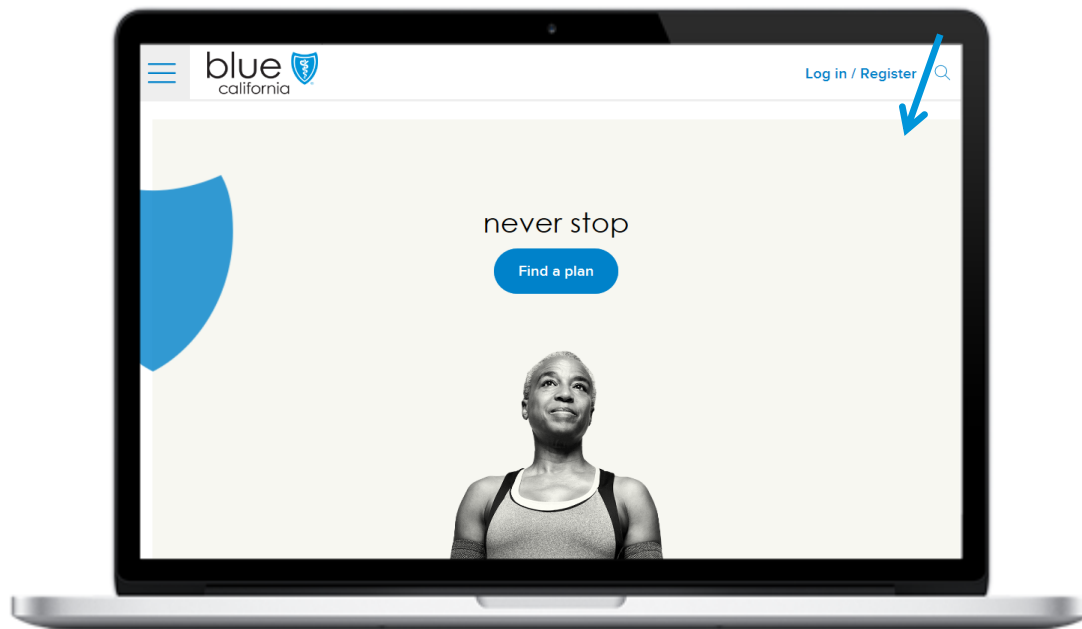 blue
california
Log in / Register
never stop
Find a plan